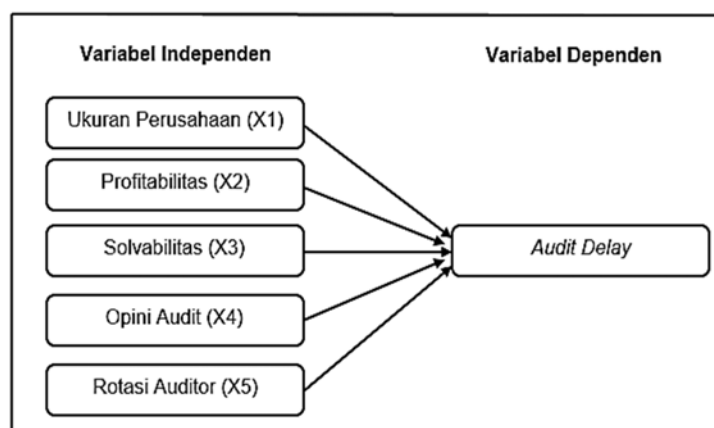 Variabel Independen
Variabel Dependen
Ukuran Perusahaan (X1)
Profitabilitas (X2)
Solvabilitas (X3)
Audit Delay
Opini Audit (X4)
Rotasi Auditor (X5)